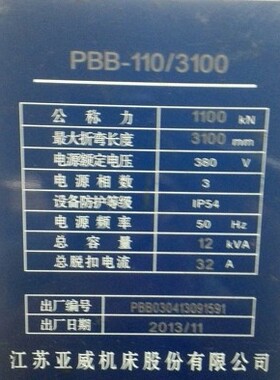 PBB-110/3100
公称力 1100 kN
最大折弯长度 3100 mm
电源额定电压 380 V
电源相数 3
设备防护等级 IP54
电源频率 50 Hz
总容量 12 kVA
总脱扣电流 32 A
出厂编号 PBB030413091591
出厂日期 2013/11
江苏亚威机床股份有限公司